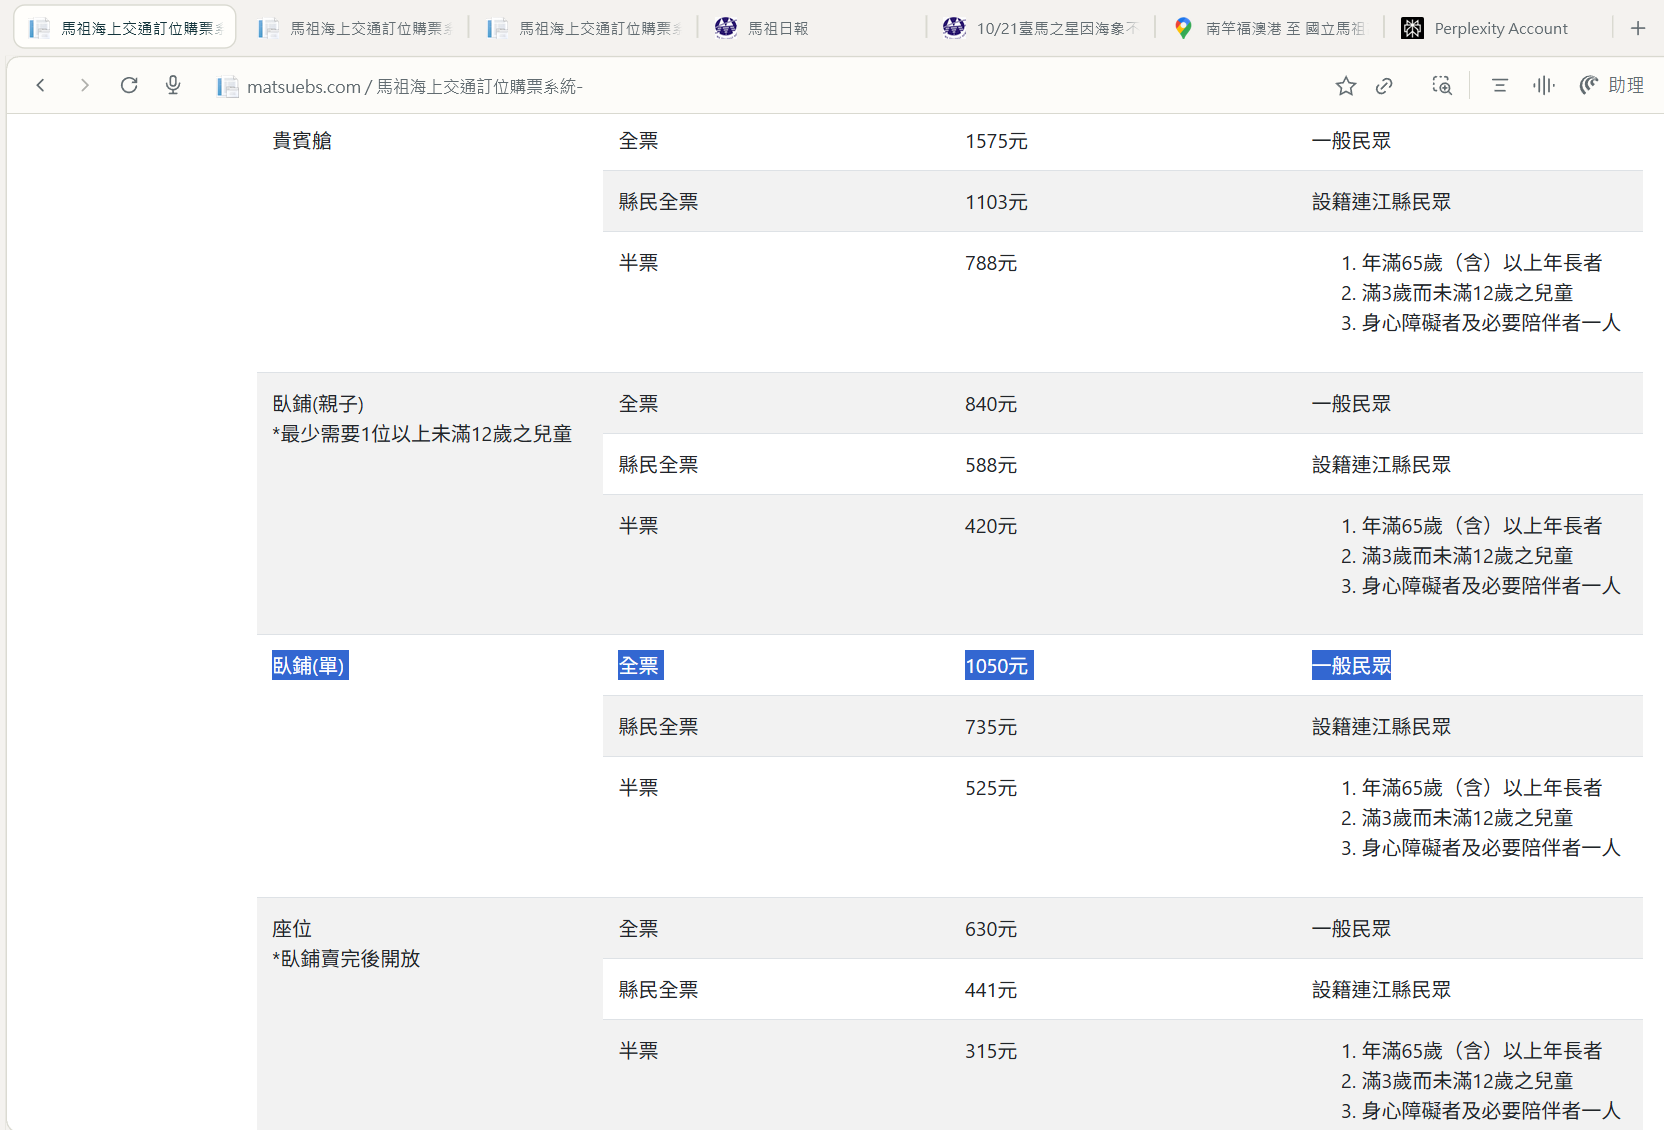 馬祖海上交通訂位購票系
馬祖海上交通訂位購票系
馬祖海上交通訂位購票系
馬祖日報
10/21臺馬之星因海象不
南竿福澳港 至 國立馬祖
Perplexity Account
matsuebs.com / 馬祖海上交通訂位購票系統-
助理
貴賓艙 全票 1575元 一般民眾
縣民全票 1103元 設籍連江縣民眾
半票 788元 1. 年滿65歲（含）以上年長者
2. 滿3歲而未滿12歲之兒童
3. 身心障礙者及必要陪伴者一人
臥鋪(親子) 全票 840元 一般民眾
*最少需要1位以上未滿12歲之兒童
縣民全票 588元 設籍連江縣民眾
半票 420元 1. 年滿65歲（含）以上年長者
2. 滿3歲而未滿12歲之兒童
3. 身心障礙者及必要陪伴者一人
臥鋪(單) 全票 1050元 一般民眾
縣民全票 735元 設籍連江縣民眾
半票 525元 1. 年滿65歲（含）以上年長者
2. 滿3歲而未滿12歲之兒童
3. 身心障礙者及必要陪伴者一人
座位 全票 630元 一般民眾
*臥鋪賣完後開放
縣民全票 441元 設籍連江縣民眾
半票 315元 1. 年滿65歲（含）以上年長者
2. 滿3歲而未滿12歲之兒童
3. 身心障礙者及必要陪伴者一人